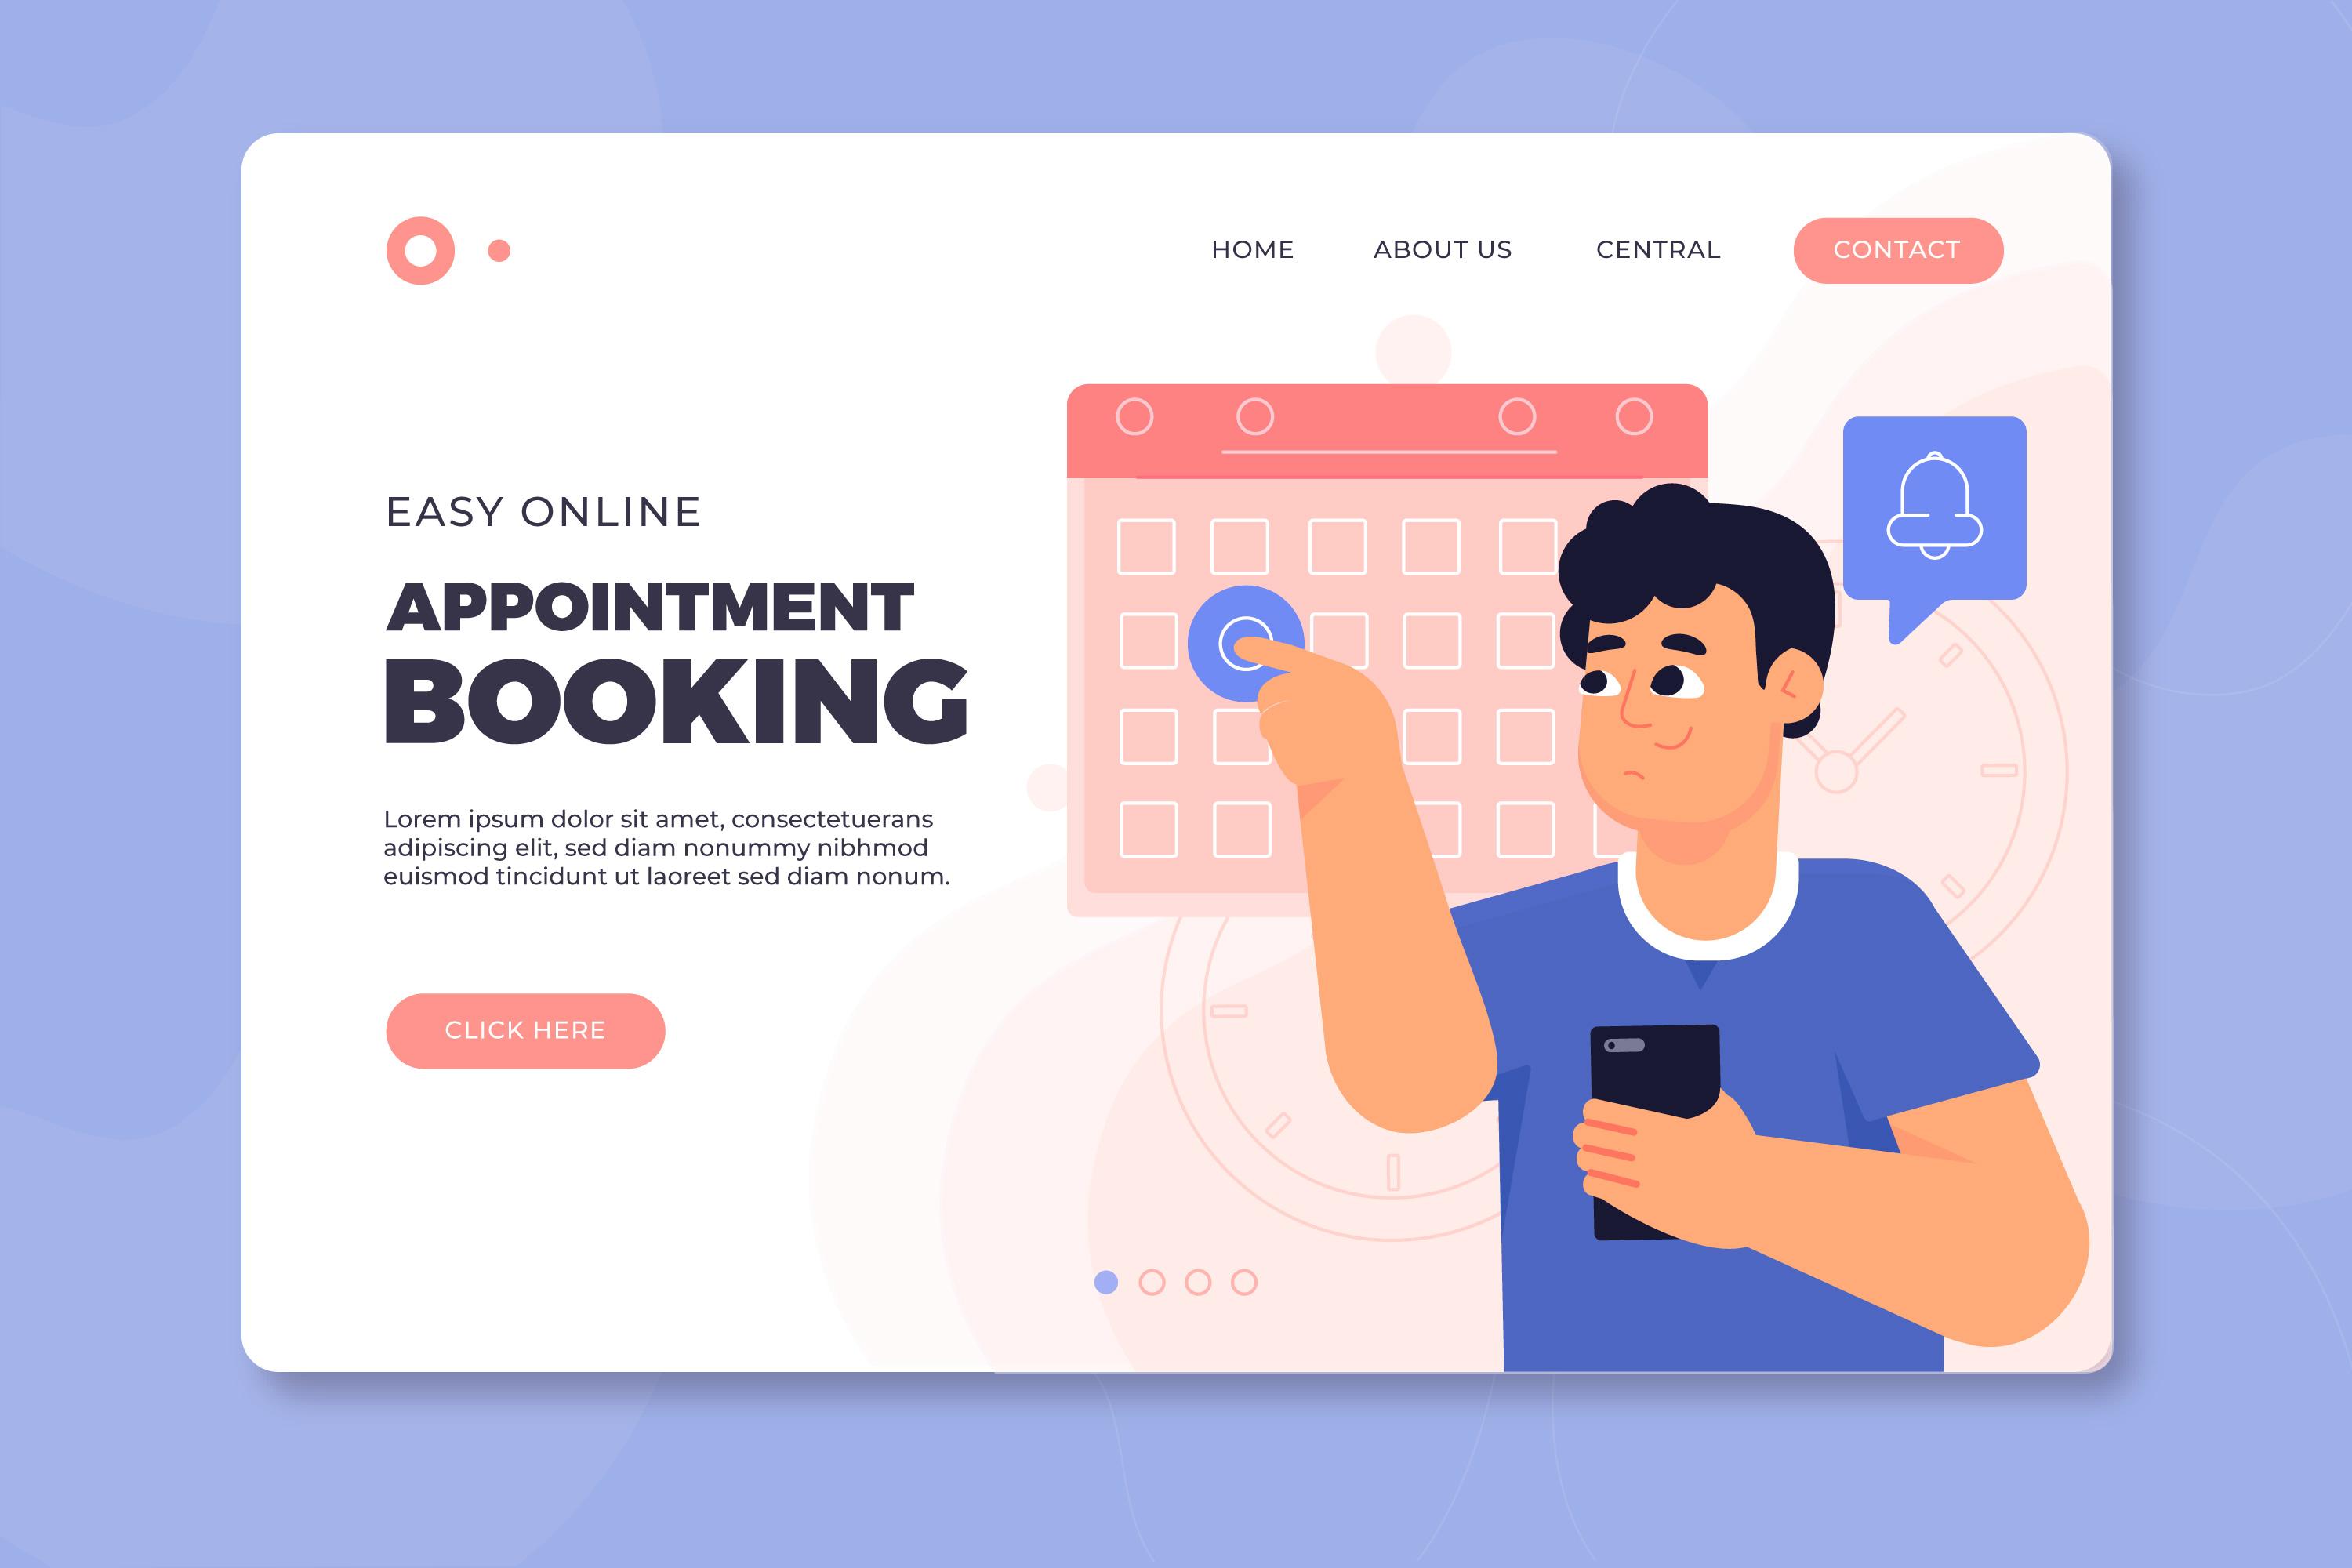 HOME ABOUT US CENTRAL CONTACT
EASY ONLINE
APPOINTMENT
BOOKING
Lorem ipsum dolor sit amet, consectetuerans
adipiscing elit, sed diam nonummy nibhmod
euismod tincidunt ut laoreet sed diam nonum.
CLICK HERE